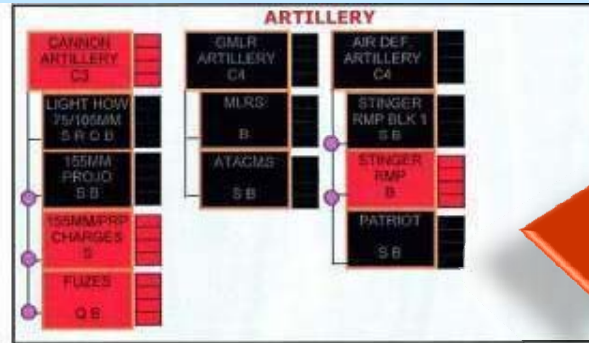 ARTILLERY
CANNON
ARTILLERY
C3
LIGHT HOW
75/105MM
S R O B
155MM
PROJO
S B
155MM/PRP
CHARGES
S
FUZES
Q B
GMLR
ARTILLERY
C4
MLRS
B
ATACMS
S B
AIR DEF
ARTILLERY
C4
STINGER
RMP BLK 1
S B
STINGER
RMP
B
PATRIOT
S B